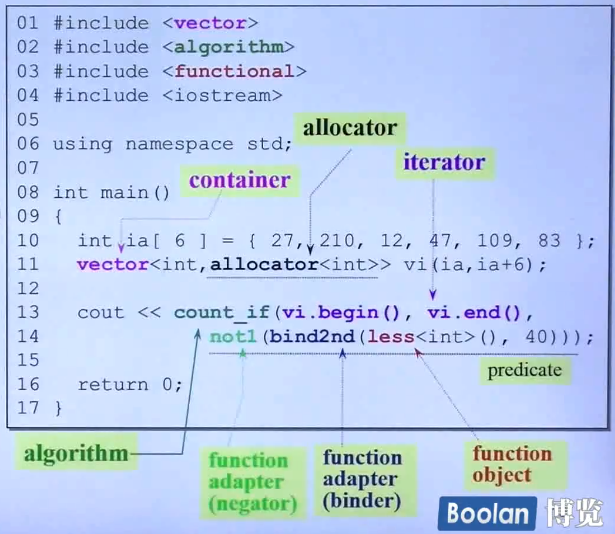 01 #include <vector>
02 #include <algorithm>
03 #include <functional>
04 #include <iostream>
05
allocator
06 using namespace std;
iterator
07
container
08 int main()
09 {
10   int ia[ 6 ] = { 27, 210, 12, 47, 109, 83 };
11   vector<int,allocator<int>> vi(ia,ia+6);
12
13   cout << count_if(vi.begin(), vi.end(),
14           not1(bind2nd(less<int>(), 40)));
15
predicate
16   return 0;
17 }
algorithm
function
adapter
(negator)
function
adapter
(binder)
function
object
Boolan 博览